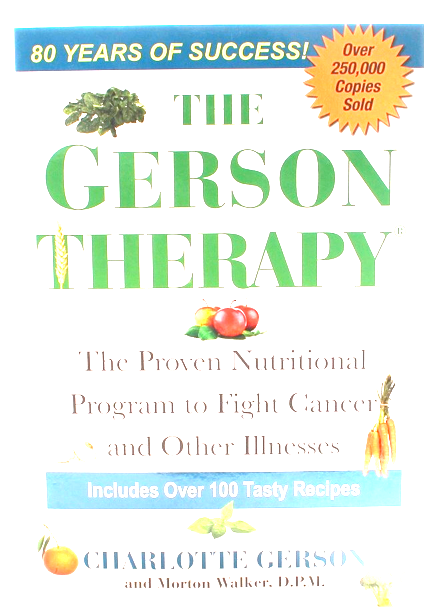 80 YEARS OF SUCCESS!
Over
250,000
Copies
Sold
THE
GERSON
THERAPY
The Proven Nutritional
Program to Fight Cancer
and Other Illnesses
Includes Over 100 Tasty Recipes
CHARLOTTE GERSON
and Morton Walker, D.P.M.